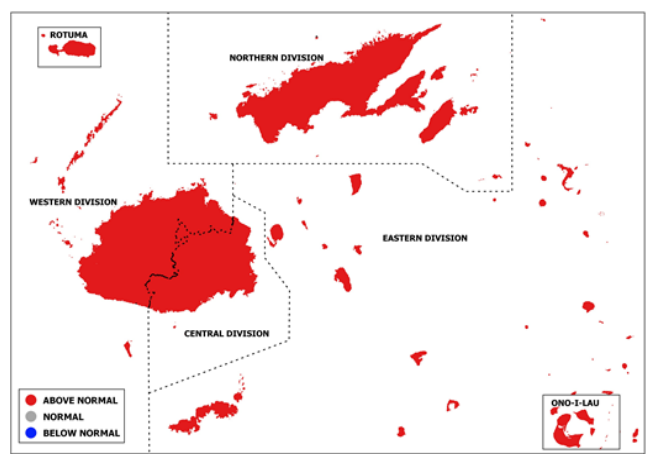 ROTUMA
NORTHERN DIVISION
WESTERN DIVISION
EASTERN DIVISION
CENTRAL DIVISION
ABOVE NORMAL
NORMAL
BELOW NORMAL
ONO-I-LAU